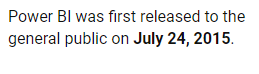 Power BI was first released to the
general public on July 24, 2015.